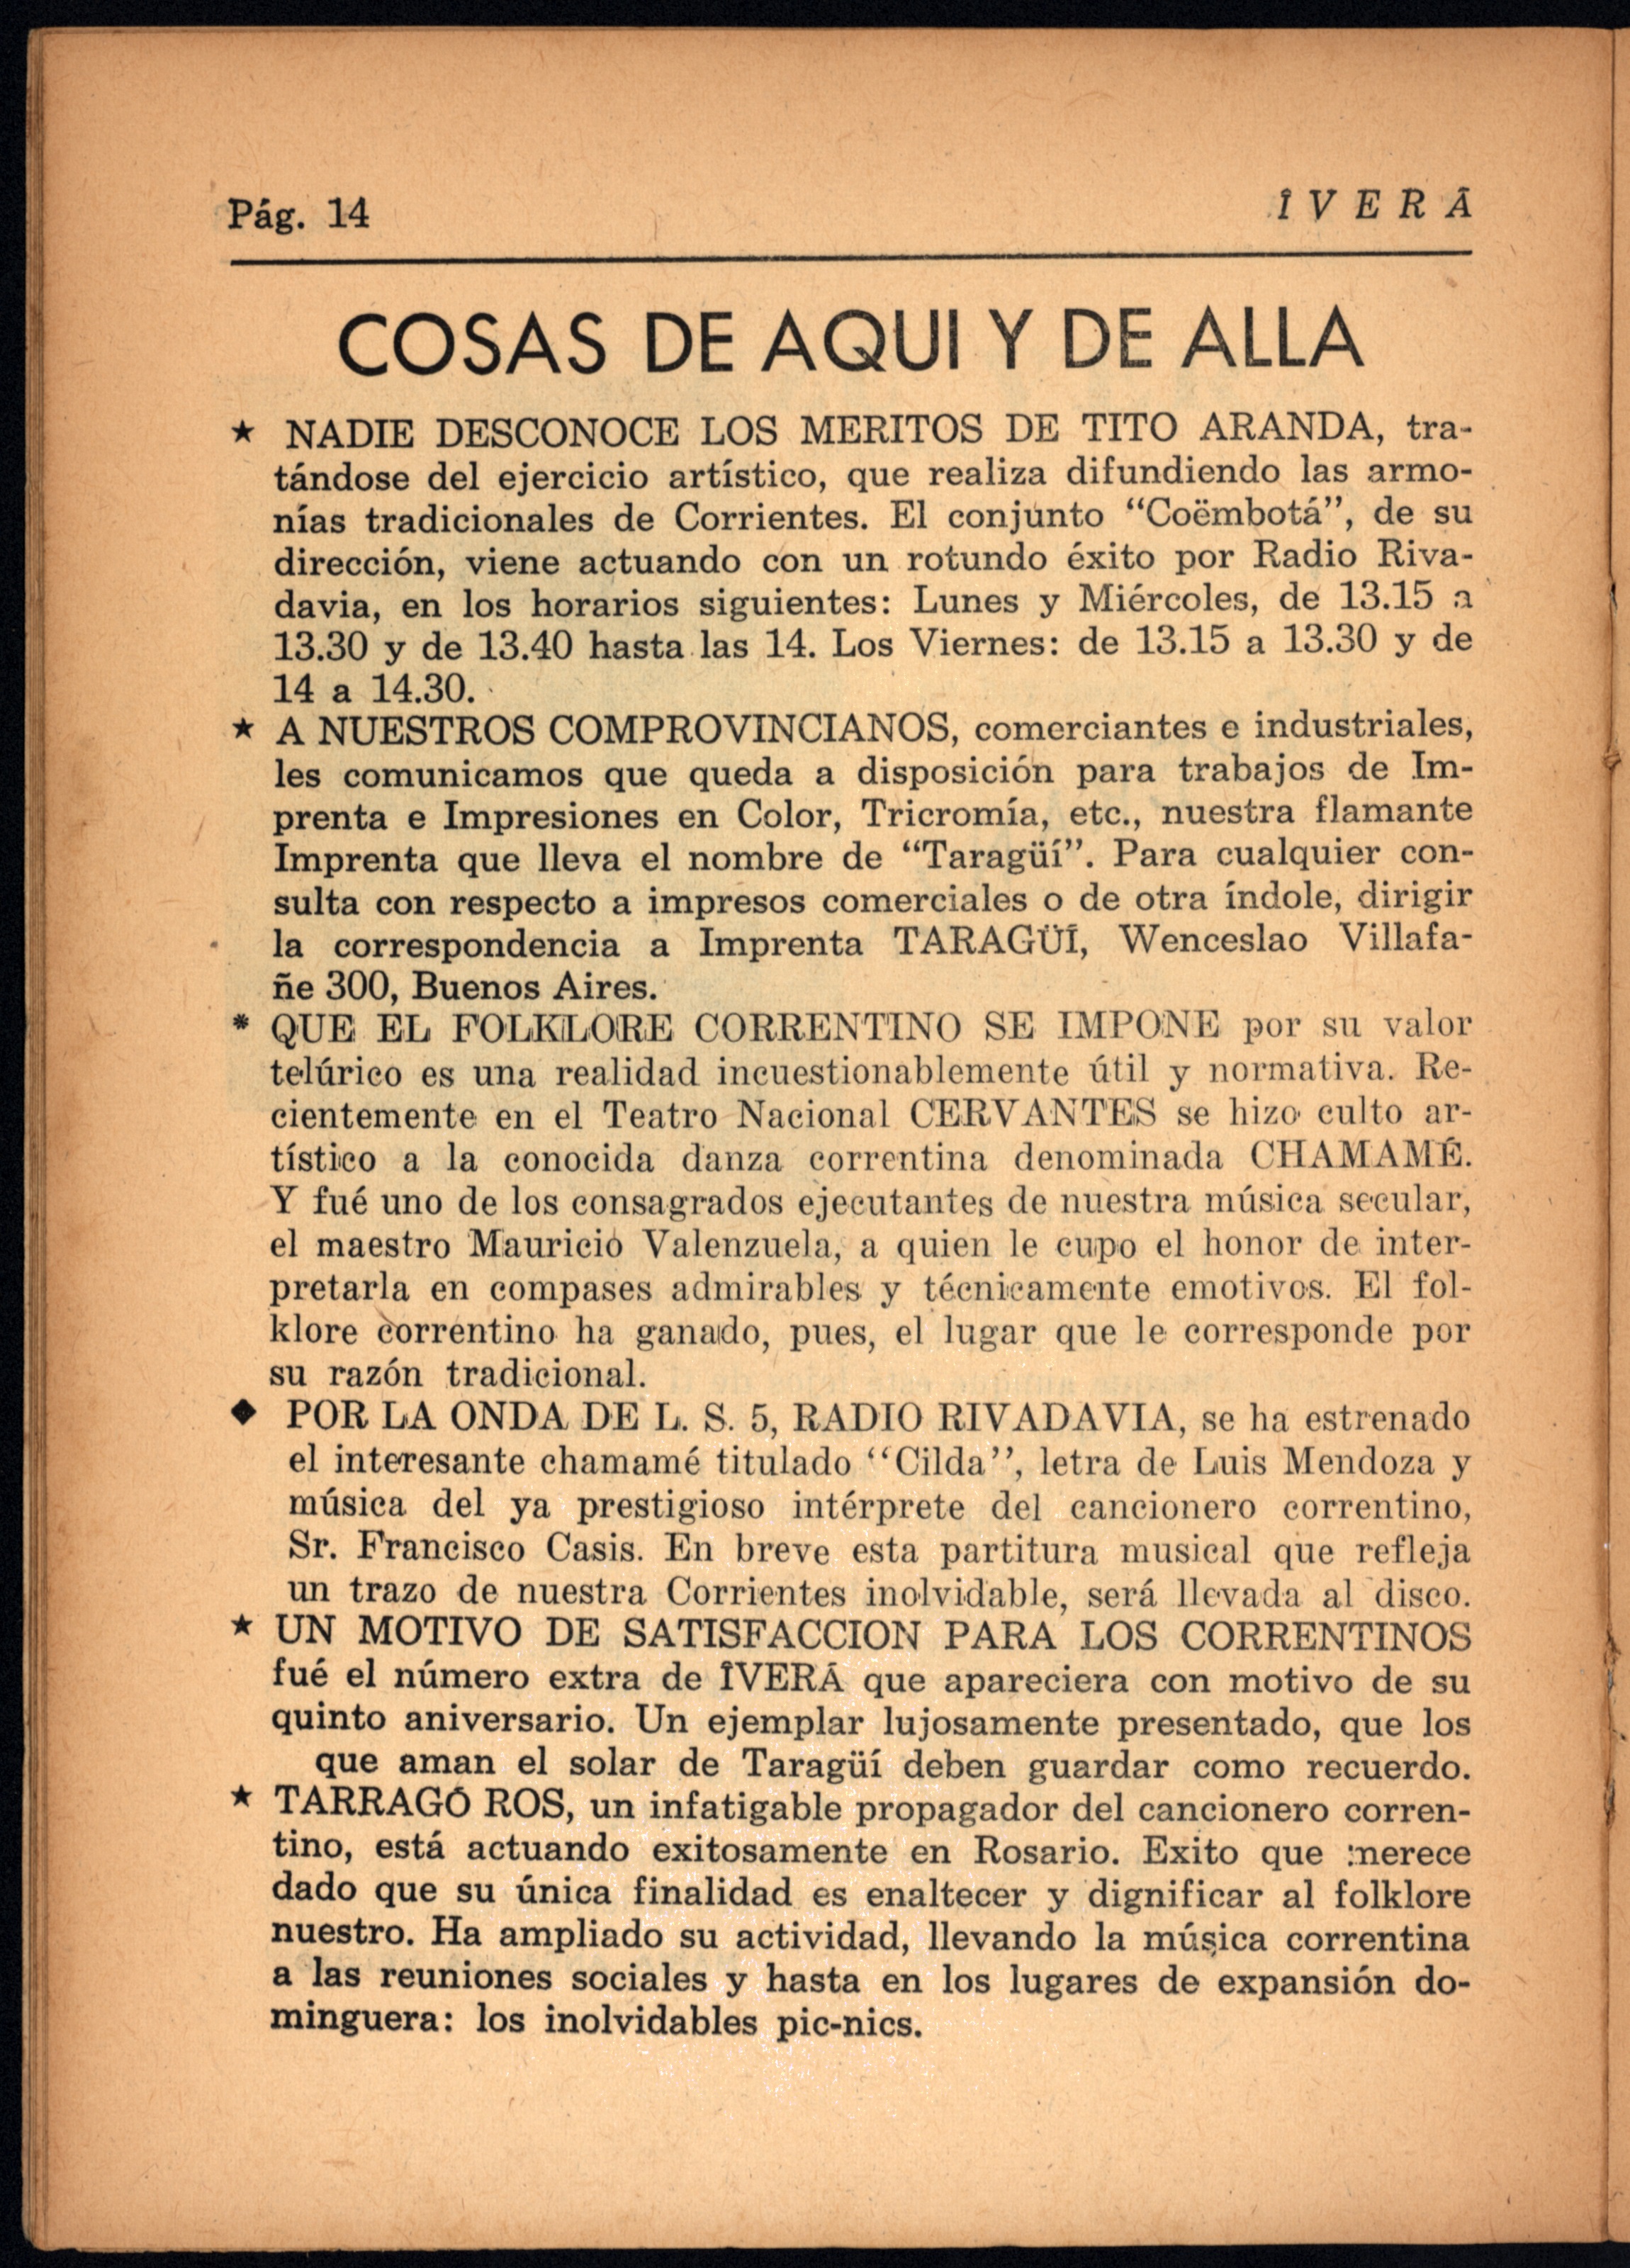 Pág. 14
ÎVERÂ
COSAS DE AQUI Y DE ALLA
★ NADIE DESCONOCE LOS MERITOS DE TITO ARANDA, tra-
tándose del ejercicio artístico, que realiza difundiendo las armo-
nías tradicionales de Corrientes. El conjunto “Coëmbotá”, de su
dirección, viene actuando con un rotundo éxito por Radio Riva-
davia, en los horarios siguientes: Lunes y Miércoles, de 13.15 a
13.30 y de 13.40 hasta las 14. Los Viernes: de 13.15 a 13.30 y de
14 a 14.30.
★ A NUESTROS COMPROVINCIANOS, comerciantes e industriales,
les comunicamos que queda a disposición para trabajos de Im-
prenta e Impresiones en Color, Tricromía, etc., nuestra flamante
Imprenta que lleva el nombre de “Taragüí”. Para cualquier con-
sulta con respecto a impresos comerciales o de otra índole, dirigir
la correspondencia a Imprenta TARAGÜÍ, Wenceslao Villafa-
ñe 300, Buenos Aires.
* QUE EL FOLKLORE CORRENTINO SE IMPONE por su valor
telúrico es una realidad incuestionablemente útil y normativa. Re-
cientemente en el Teatro Nacional CERVANTES se hizo culto ar-
tístico a la conocida danza correntina denominada CHAMAMÉ.
Y fué uno de los consagrados ejecutantes de nuestra música secular,
el maestro Mauricio Valenzuela, a quien le cupo el honor de inter-
pretarla en compases admirables y técnicamente emotivos. El fol-
klore correntino ha ganado, pues, el lugar que le corresponde por
su razón tradicional.
◆ POR LA ONDA DE L. S. 5, RADIO RIVADAVIA, se ha estrenado
el interesante chamamé titulado “Cilda”, letra de Luis Mendoza y
música del ya prestigioso intérprete del cancionero correntino,
Sr. Francisco Casis. En breve esta partitura musical que refleja
un trazo de nuestra Corrientes inolvidable, será llevada al disco.
★ UN MOTIVO DE SATISFACCION PARA LOS CORRENTINOS
fué el número extra de ÎVERÂ que apareciera con motivo de su
quinto aniversario. Un ejemplar lujosamente presentado, que los
que aman el solar de Taragüí deben guardar como recuerdo.
★ TARRAGÓ ROS, un infatigable propagador del cancionero corren-
tino, está actuando exitosamente en Rosario. Exito que merece
dado que su única finalidad es enaltecer y dignificar al folklore
nuestro. Ha ampliado su actividad, llevando la música correntina
a las reuniones sociales y hasta en los lugares de expansión do-
minguera: los inolvidables pic-nics.